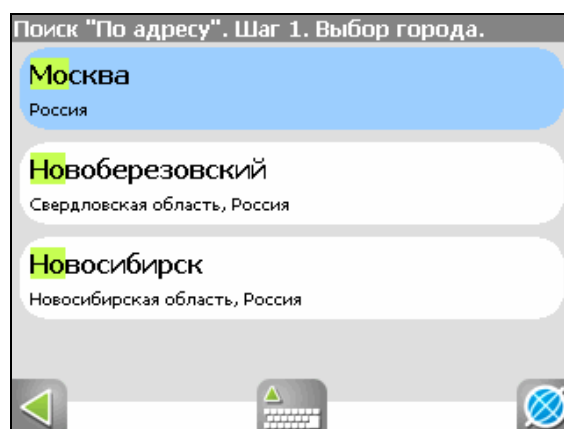 Поиск "По адресу". Шаг 1. Выбор города.
Москва
Россия
Новоберезовский
Свердловская область, Россия
Новосибирск
Новосибирская область, Россия